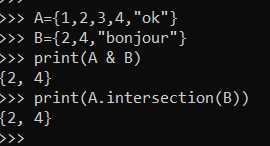 >>> A={1,2,3,4,"ok"}
>>> B={2,4,"bonjour"}
>>> print(A & B)
{2, 4}
>>> print(A.intersection(B))
{2, 4}
>>>